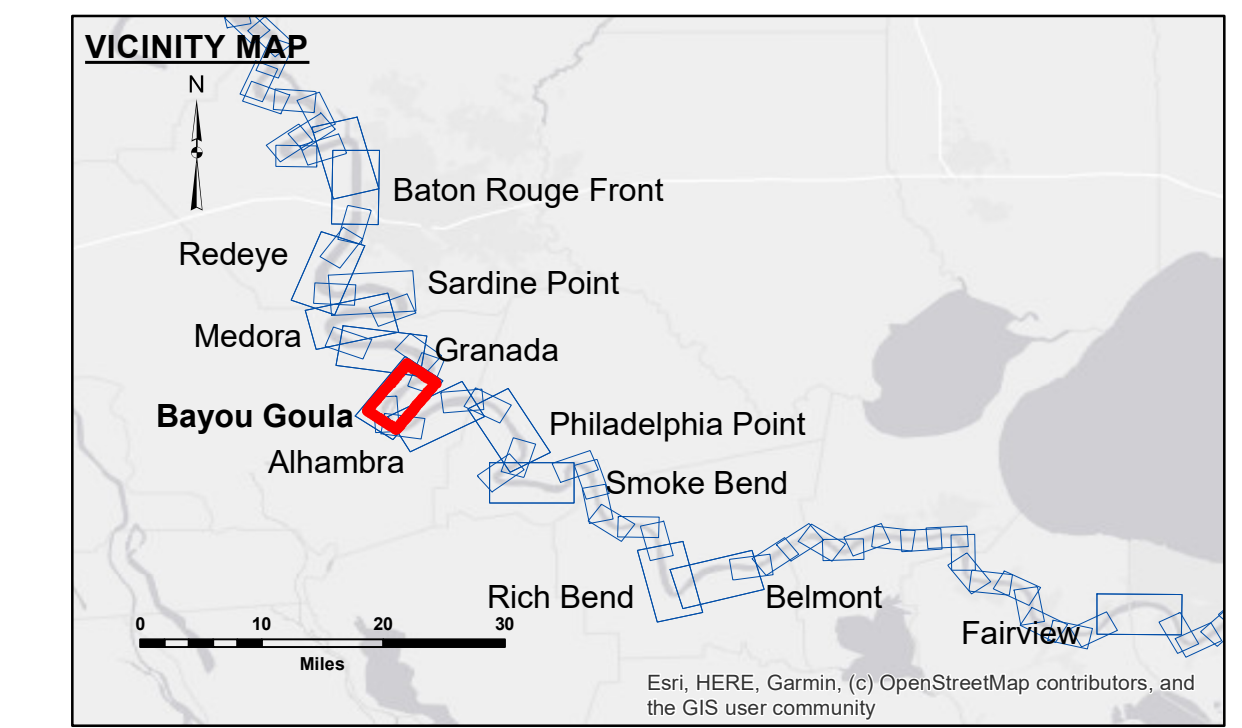 VICINITY MAP
N
Baton Rouge Front
Redeye
Sardine Point
Medora
Granada
Bayou Goula
Philadelphia Point
Alhambra
Smoke Bend
Rich Bend
Belmont
Fairview
0 10 20 30
Miles
Esri, HERE, Garmin, (c) OpenStreetMap contributors, and
the GIS user community